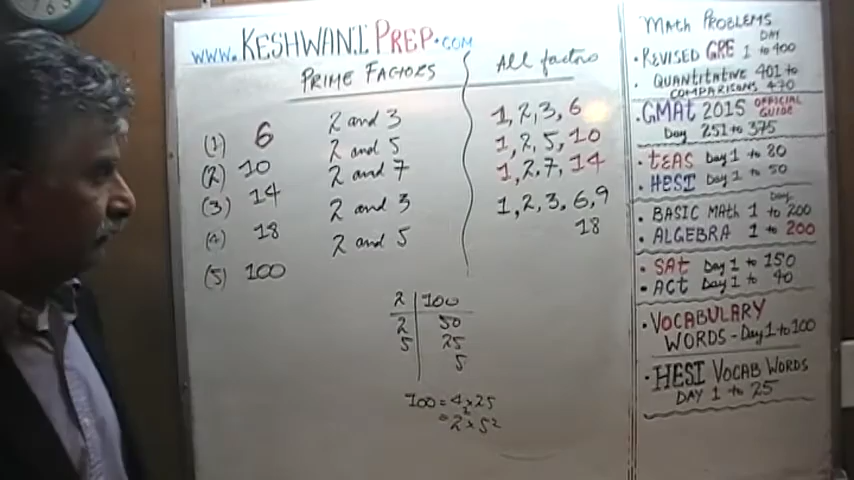 www.KESHWANI PREP.COM
PRIME FACTORS
All factors
(1) 6 2 and 3 1, 2, 3, 6
(2) 10 2 and 5 1, 2, 5, 10
(3) 14 2 and 7 1, 2, 7, 14
(4) 18 2 and 3 1, 2, 3, 6, 9
18
(5) 100 2 and 5
2 | 100
2 | 50
5 | 25
5
100 = 4 x 25
= 2² x 5²
MATH PROBLEMS
DAY
• REVISED GRE 1 to 400
• QUANTITATIVE 401 to
COMPARISONS 470
• GMAT 2015 OFFICIAL
GUIDE
Day 251 to 375
• TEAS Day 1 to 80
• HESI Day 1 to 50
Day
• BASIC MATH 1 to 200
• ALGEBRA 1 to 200
• SAT Day 1 to 150
• ACT Day 1 to 40
• VOCABULARY
WORDS - Day 1 to 100
• HESI VOCAB WORDS
DAY 1 to 25